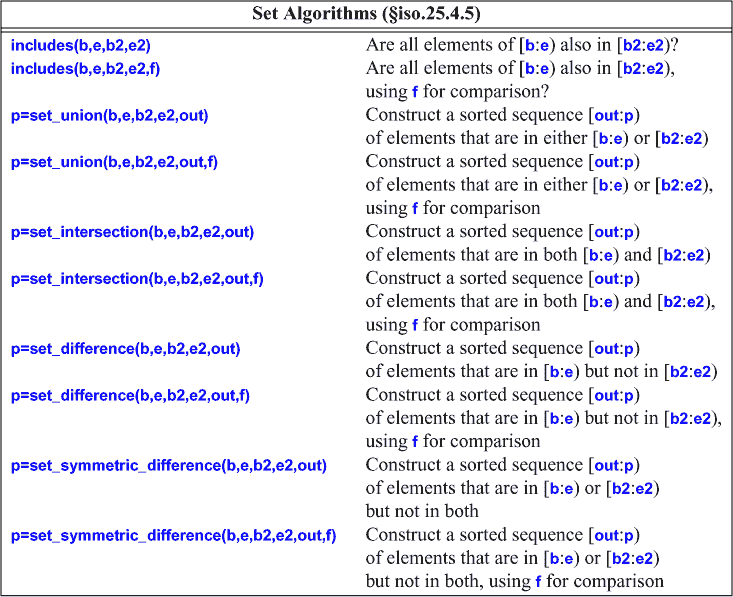 Set Algorithms (§iso.25.4.5)
includes(b,e,b2,e2) Are all elements of [b:e) also in [b2:e2)?
includes(b,e,b2,e2,f) Are all elements of [b:e) also in [b2:e2),
using f for comparison?
p=set_union(b,e,b2,e2,out) Construct a sorted sequence [out:p)
of elements that are in either [b:e) or [b2:e2)
p=set_union(b,e,b2,e2,out,f) Construct a sorted sequence [out:p)
of elements that are in either [b:e) or [b2:e2),
using f for comparison
p=set_intersection(b,e,b2,e2,out) Construct a sorted sequence [out:p)
of elements that are in both [b:e) and [b2:e2)
p=set_intersection(b,e,b2,e2,out,f) Construct a sorted sequence [out:p)
of elements that are in both [b:e) and [b2:e2),
using f for comparison
p=set_difference(b,e,b2,e2,out) Construct a sorted sequence [out:p)
of elements that are in [b:e) but not in [b2:e2)
p=set_difference(b,e,b2,e2,out,f) Construct a sorted sequence [out:p)
of elements that are in [b:e) but not in [b2:e2),
using f for comparison
p=set_symmetric_difference(b,e,b2,e2,out) Construct a sorted sequence [out:p)
of elements that are in [b:e) or [b2:e2)
but not in both
p=set_symmetric_difference(b,e,b2,e2,out,f) Construct a sorted sequence [out:p)
of elements that are in [b:e) or [b2:e2)
but not in both, using f for comparison